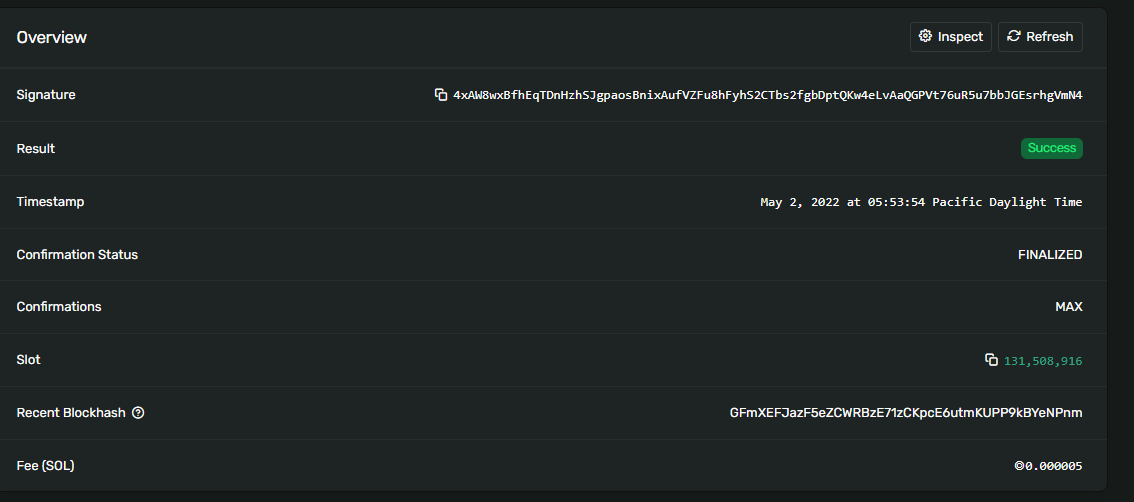 Overview
Inspect
Refresh
Signature
4xAW8wxBfhEqTDnHzhSJgpaosBnixAufVZFu8hFyhS2CTbs2fgbDptQKw4eLvAaQGPVt76uR5u7bbJGEsrhgVmN4
Result
Success
Timestamp
May 2, 2022 at 05:53:54 Pacific Daylight Time
Confirmation Status
FINALIZED
Confirmations
MAX
Slot
131,508,916
Recent Blockhash
GFmXEFJazF5eZCWRBzE71zCKpcE6utmKUPP9kBYeNPnm
Fee (SOL)
◎0.000005